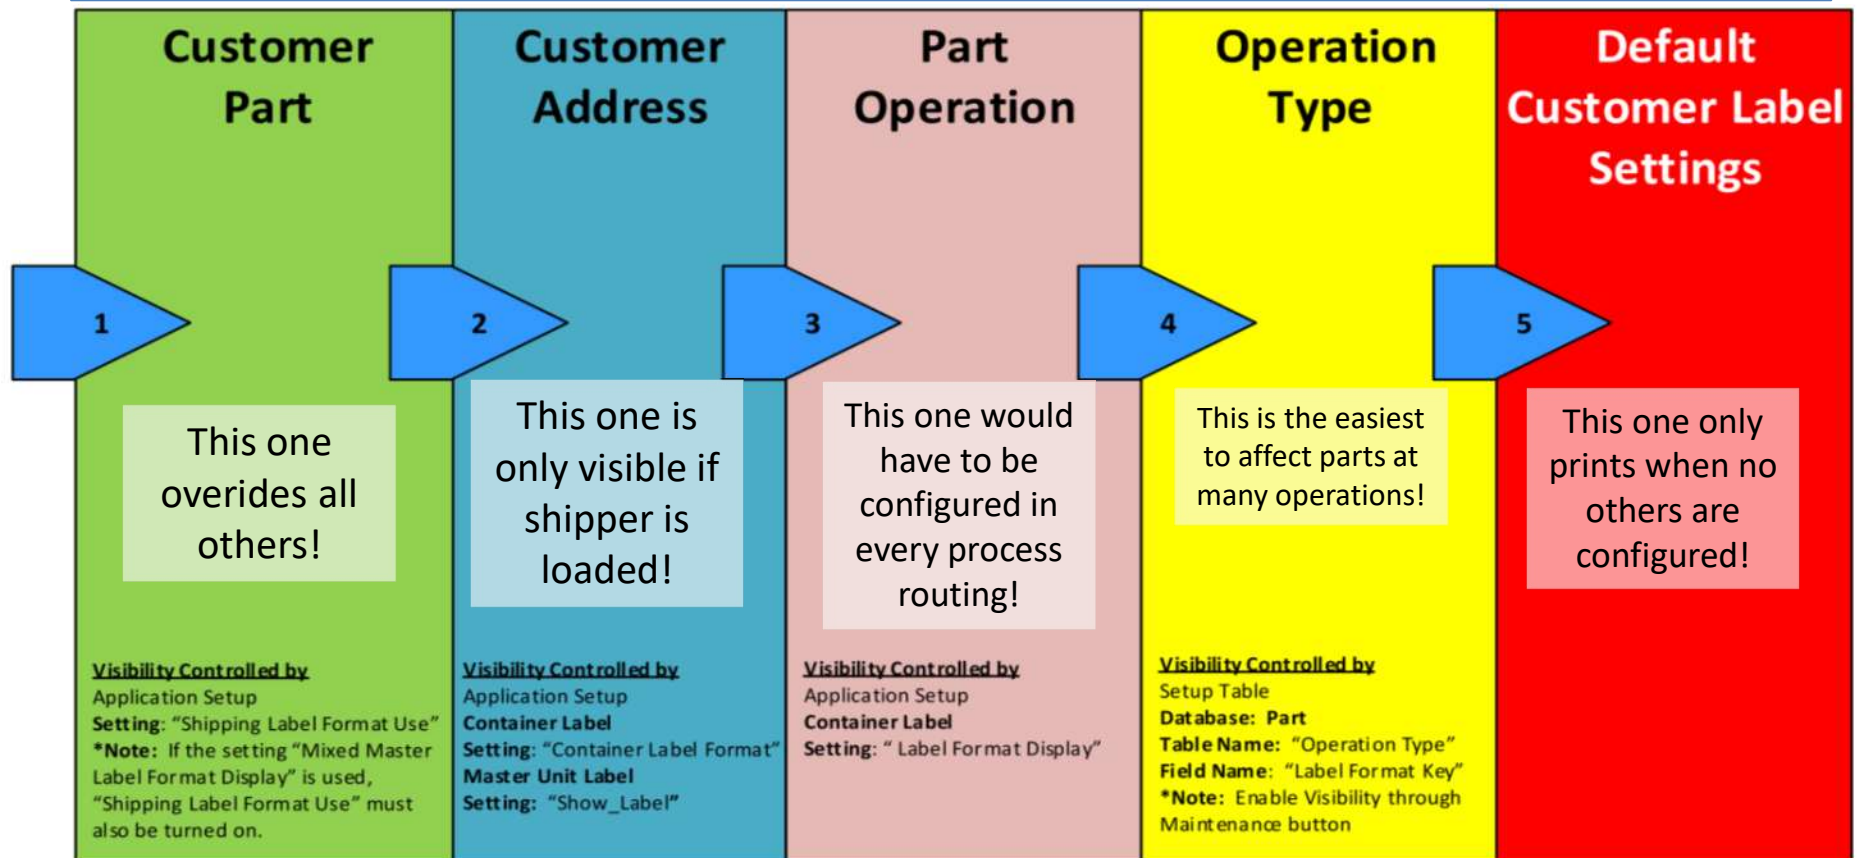 Customer
Part
1
This one
overides all
others!
Visibility Controlled by
Application Setup
Setting: “Shipping Label Format Use”
*Note: If the setting “Mixed Master
Label Format Display” is used,
“Shipping Label Format Use” must
also be turned on.
Customer
Address
2
This one is
only visible if
shipper is
loaded!
Visibility Controlled by
Application Setup
Container Label
Setting: “Container Label Format”
Master Unit Label
Setting: “Show_Label”
Part
Operation
3
This one would
have to be
configured in
every process
routing!
Visibility Controlled by
Application Setup
Container Label
Setting: “ Label Format Display”
Operation
Type
4
This is the easiest
to affect parts at
many operations!
Visibility Controlled by
Setup Table
Database: Part
Table Name: “Operation Type”
Field Name: “Label Format Key”
*Note: Enable Visibility through
Maintenance button
Default
Customer Label
Settings
5
This one only
prints when no
others are
configured!